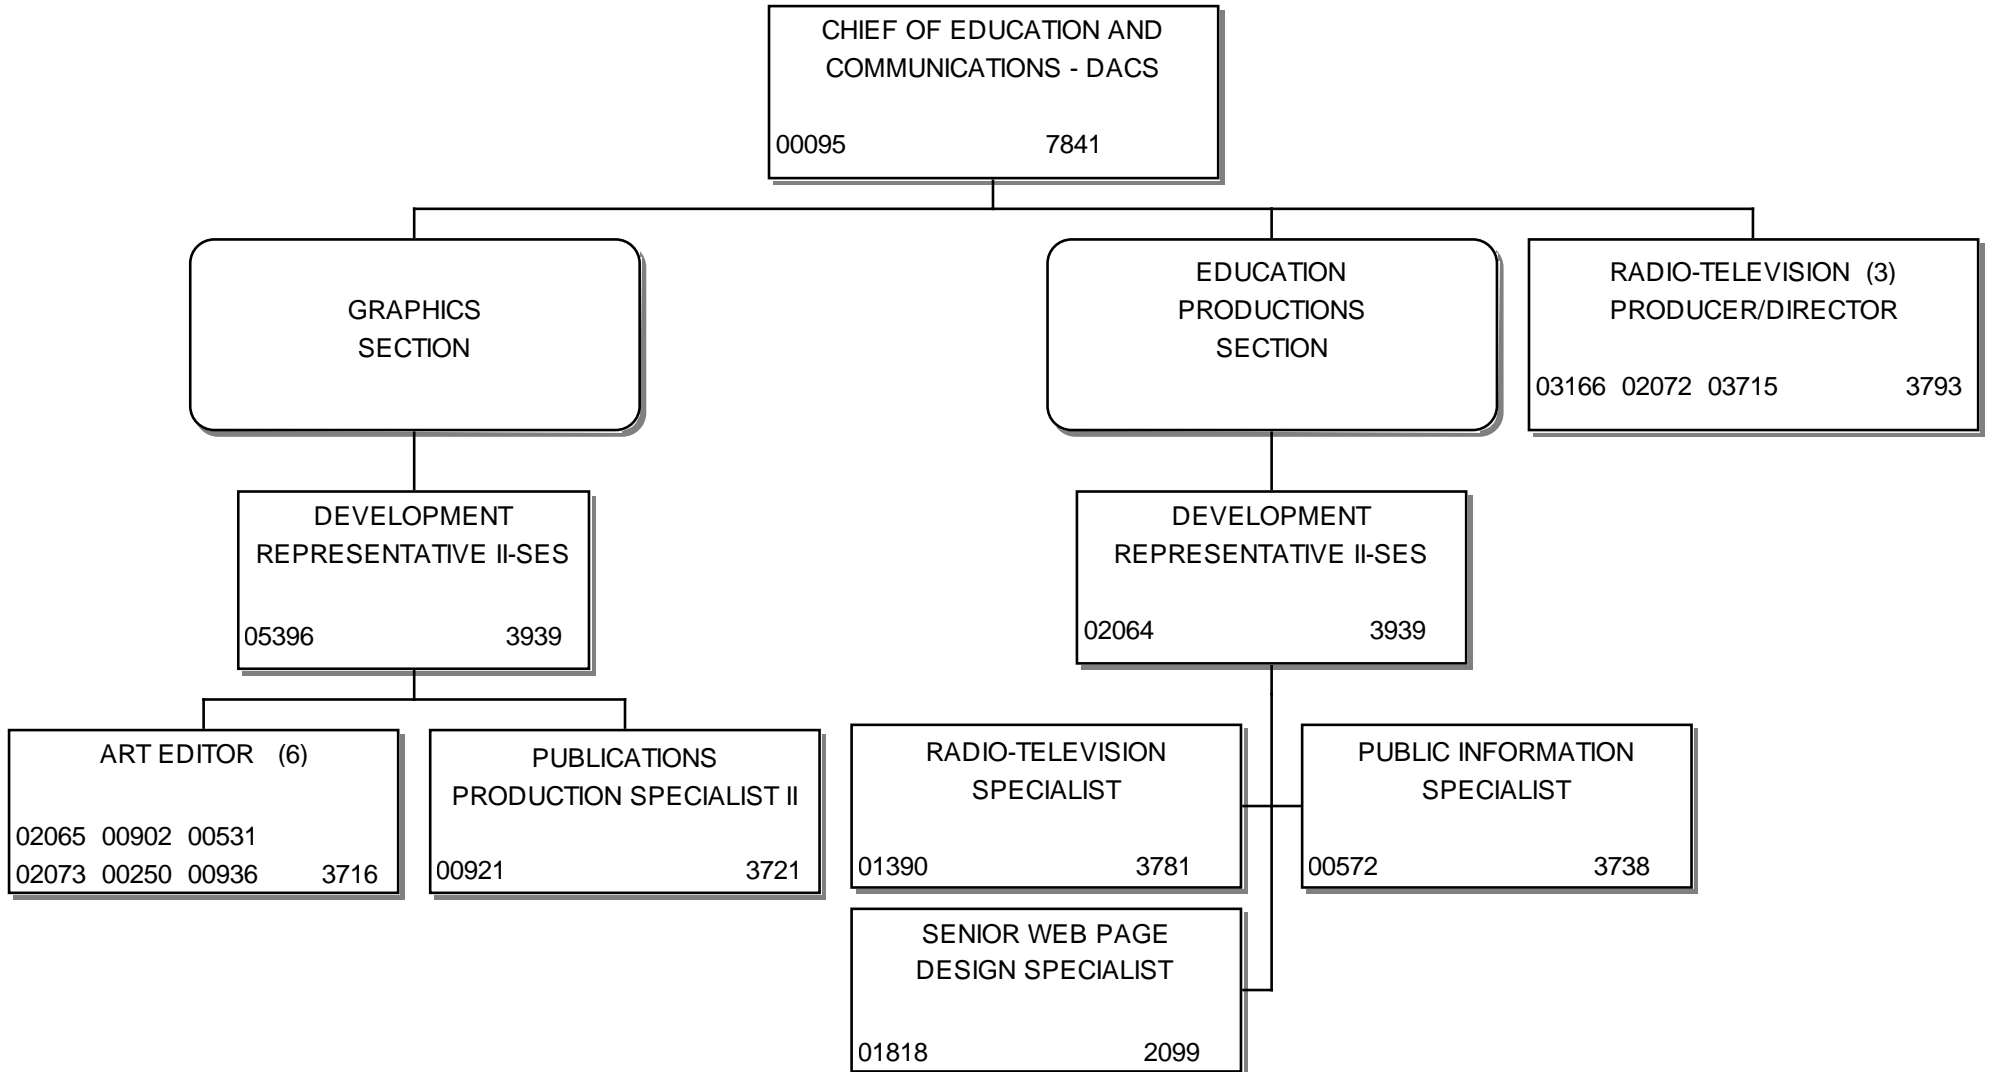 CHIEF OF EDUCATION AND
COMMUNICATIONS - DACS
00095 7841
GRAPHICS
SECTION
EDUCATION
PRODUCTIONS
SECTION
RADIO-TELEVISION (3)
PRODUCER/DIRECTOR
03166 02072 03715 3793
DEVELOPMENT
REPRESENTATIVE II-SES
05396 3939
DEVELOPMENT
REPRESENTATIVE II-SES
02064 3939
ART EDITOR (6)
02065 00902 00531
02073 00250 00936 3716
PUBLICATIONS
PRODUCTION SPECIALIST II
00921 3721
RADIO-TELEVISION
SPECIALIST
01390 3781
PUBLIC INFORMATION
SPECIALIST
00572 3738
SENIOR WEB PAGE
DESIGN SPECIALIST
01818 2099